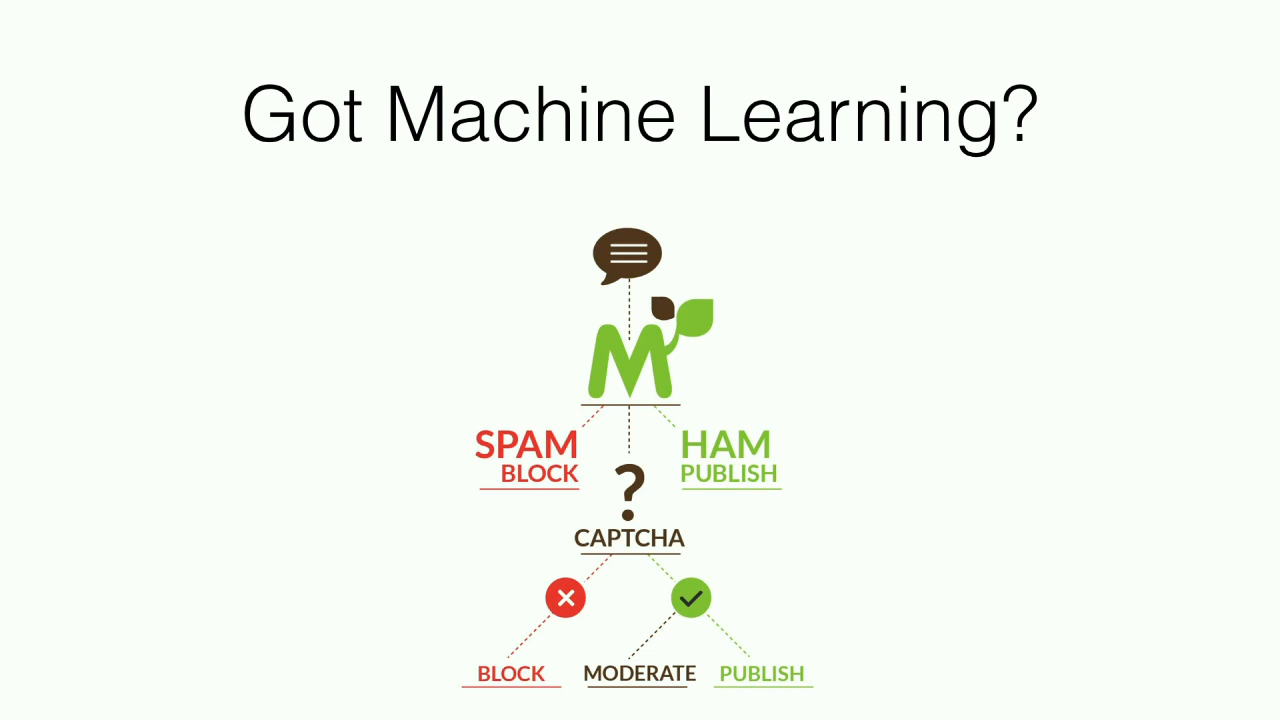 Got Machine Learning?
M
SPAM
BLOCK
HAM
PUBLISH
?
CAPTCHA
BLOCK
MODERATE
PUBLISH